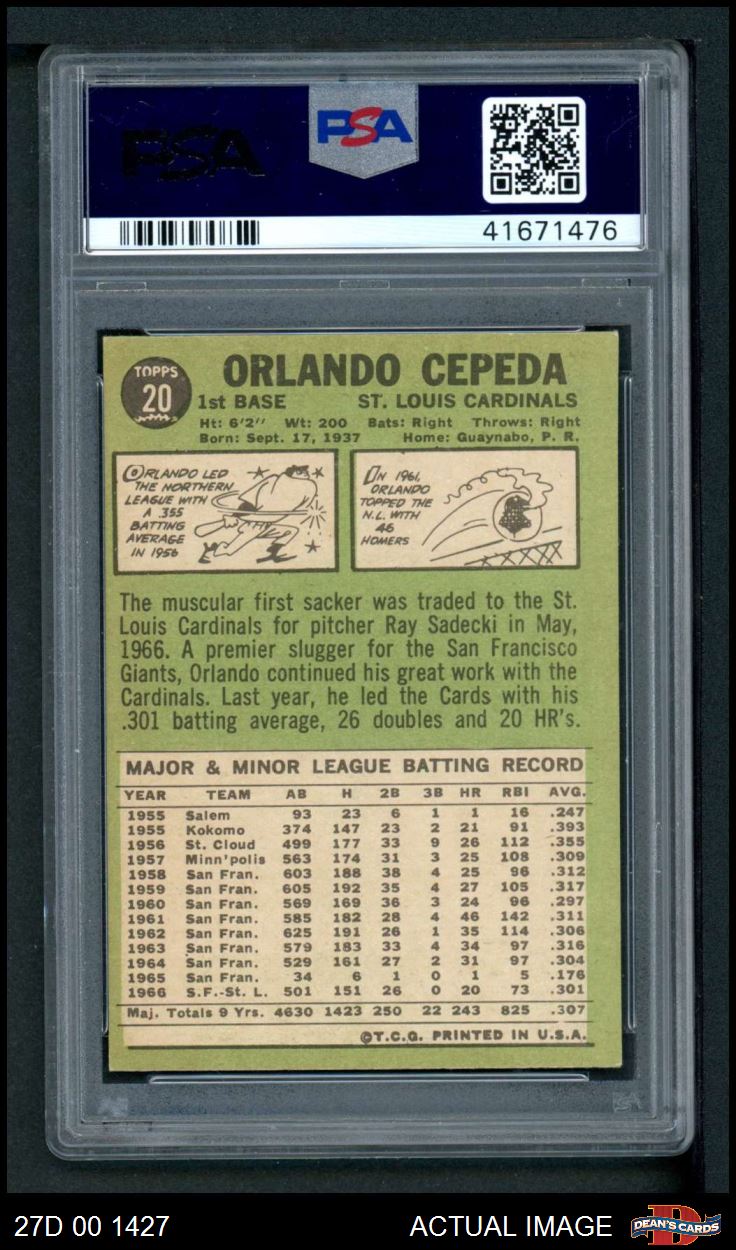 PSA
PSA
41671476
TOPPS
20
ORLANDO CEPEDA
1st BASE ST. LOUIS CARDINALS
Ht: 6'2" Wt: 200 Bats: Right Throws: Right
Born: Sept. 17, 1937 Home: Guaynabo, P. R.
ORLANDO LED
THE NORTHERN
LEAGUE WITH
A .355
BATTING
AVERAGE
IN 1956
IN 1961,
ORLANDO
TOPPED THE
N.L. WITH
46
HOMERS
The muscular first sacker was traded to the St.
Louis Cardinals for pitcher Ray Sadecki in May,
1966. A premier slugger for the San Francisco
Giants, Orlando continued his great work with the
Cardinals. Last year, he led the Cards with his
.301 batting average, 26 doubles and 20 HR's.
MAJOR & MINOR LEAGUE BATTING RECORD
YEAR TEAM AB H 2B 3B HR RBI AVG.
1955 Salem 93 23 6 1 1 16 .247
1955 Kokomo 374 147 23 2 21 91 .393
1956 St. Cloud 499 177 33 9 26 112 .355
1957 Minn'polis 563 174 31 3 25 108 .309
1958 San Fran. 603 188 38 4 25 96 .312
1959 San Fran. 605 192 35 4 27 105 .317
1960 San Fran. 569 169 36 3 24 96 .297
1961 San Fran. 585 182 28 4 46 142 .311
1962 San Fran. 625 191 26 1 35 114 .306
1963 San Fran. 579 183 33 4 34 97 .316
1964 San Fran. 529 161 27 2 31 97 .304
1965 San Fran. 34 6 1 0 1 5 .176
1966 S.F.-St. L. 501 151 26 0 20 73 .301
Maj. Totals 9 Yrs. 4630 1423 250 22 243 825 .307
©T.C.G. PRINTED IN U.S.A.
27D 00 1427 ACTUAL IMAGE DEAN'S CARDS